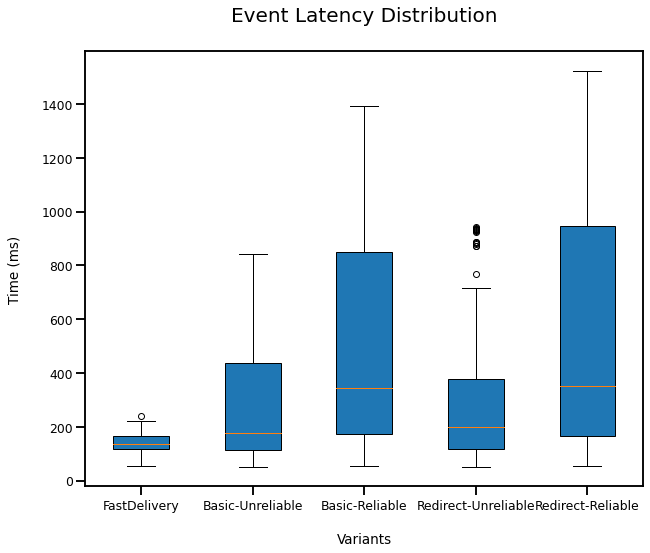 Event Latency Distribution
Time (ms)
1400
1200
1000
800
600
400
200
0
FastDelivery Basic-Unreliable Basic-Reliable Redirect-Unreliable Redirect-Reliable
Variants